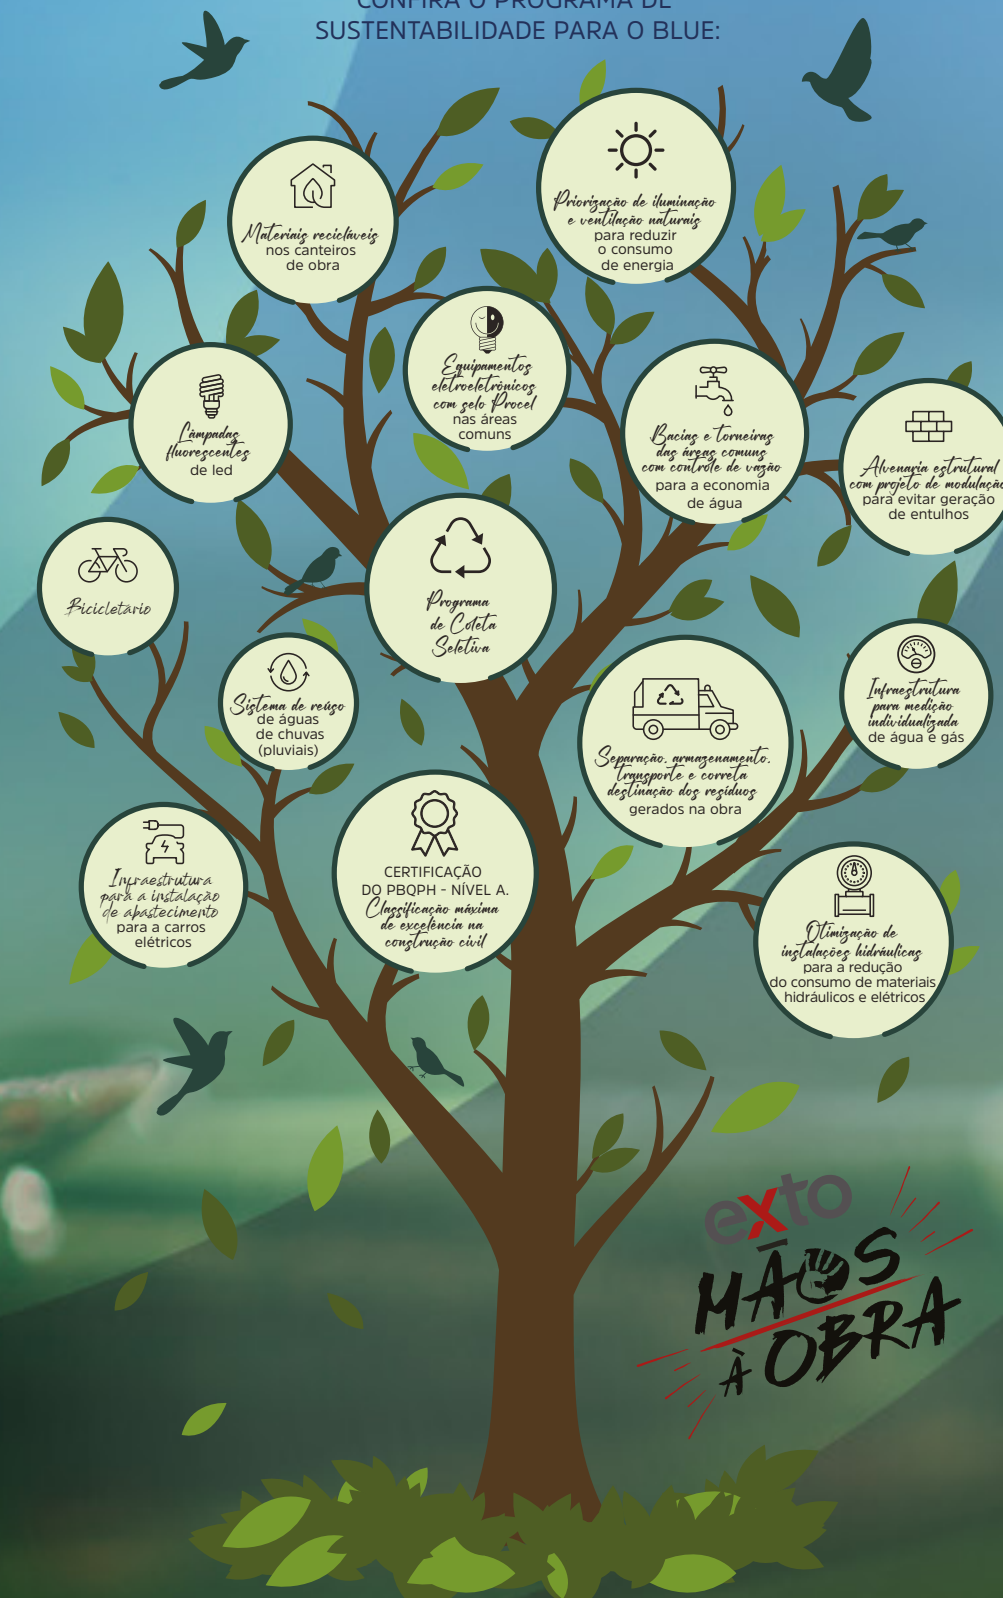 CONFIRA O PROGRAMA DE
SUSTENTABILIDADE PARA O BLUE:
Materiais recicláveis
nos canteiros
de obra
Priorização de iluminação
e ventilação naturais
para reduzir
o consumo
de energia
Equipamentos
eletroeletrônicos
com selo Procel
nas áreas
comuns
Lâmpadas
fluorescentes
de led
Bacias e torneiras
das áreas comuns
com controle de vazão
para a economia
de água
Alvenaria estrutural
com projeto de modulação
para evitar geração
de entulhos
Bicicletário
Programa
de Coleta
Seletiva
Sistema de reúso
de águas
de chuvas
(pluviais)
Separação, armazenamento,
transporte e correta
destinação dos resíduos
gerados na obra
Infraestrutura
para medição
individualizada
de água e gás
Infraestrutura
para a instalação
de abastecimento
para a carros
elétricos
CERTIFICAÇÃO
DO PBQPH - NÍVEL A.
Classificação máxima
de excelência na
construção civil
Otimização de
instalações hidráulicas
para a redução
do consumo de materiais
hidráulicos e elétricos
exto
MÃOS
À OBRA